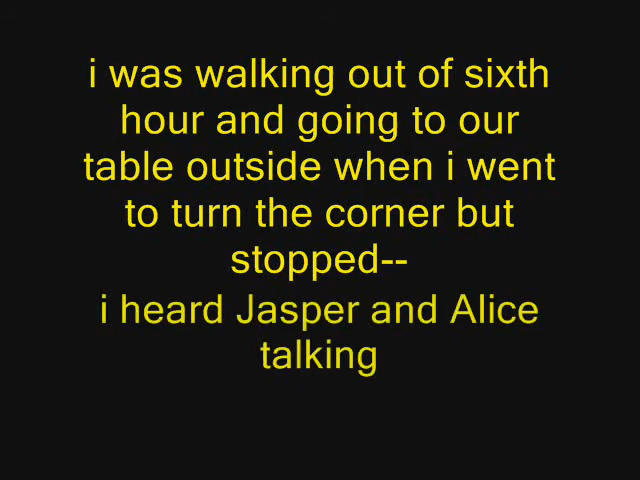 i was walking out of sixth
hour and going to our
table outside when i went
to turn the corner but
stopped--
i heard Jasper and Alice
talking